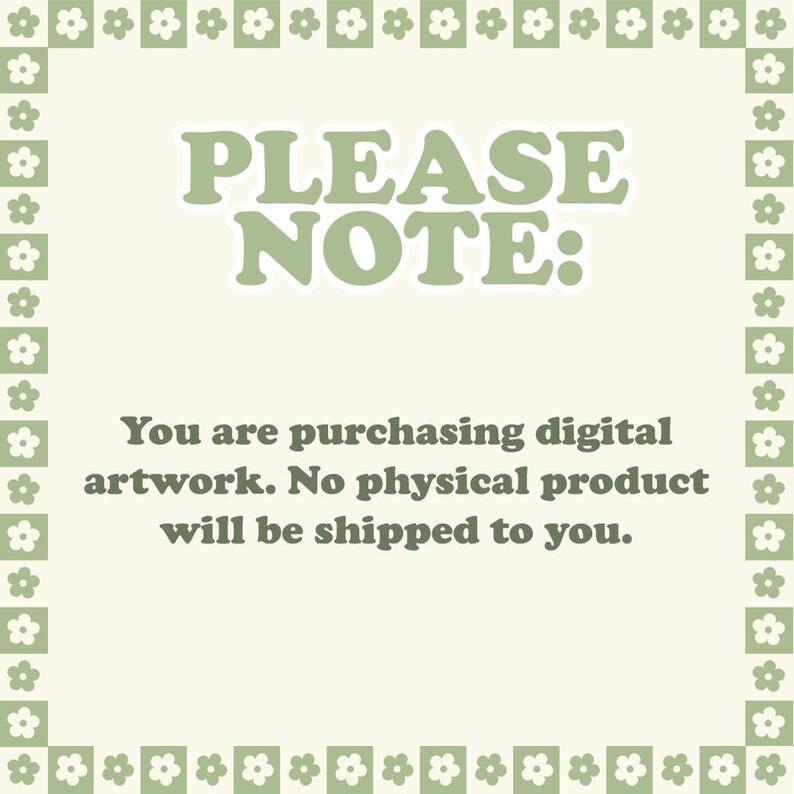 PLEASE
NOTE:
You are purchasing digital
artwork. No physical product
will be shipped to you.